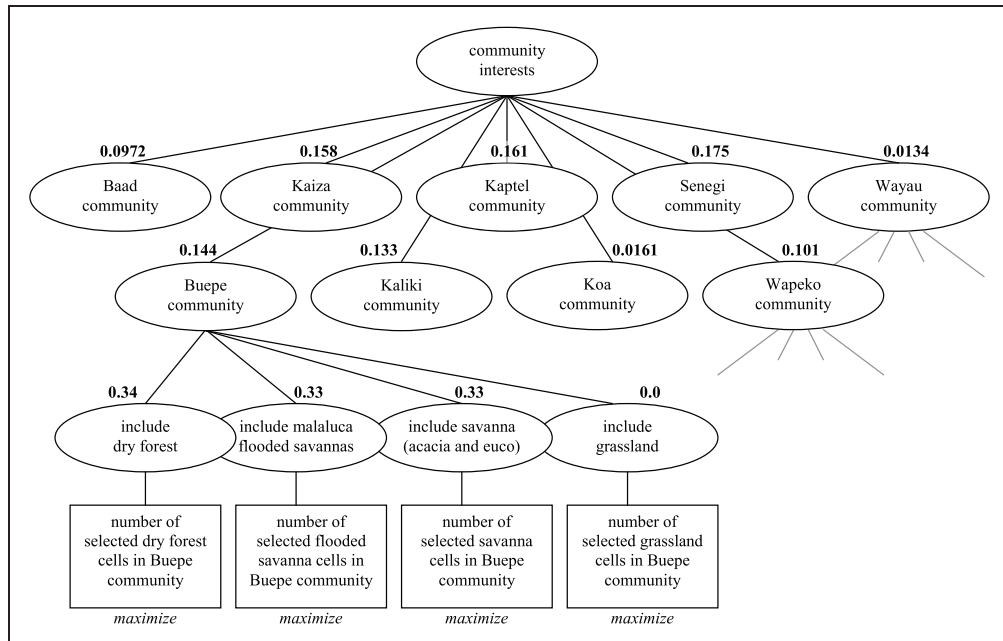 community
interests
0.0972
0.158
0.161
0.175
0.0134
Baad
community
Kaiza
community
Kaptel
community
Senegi
community
Wayau
community
0.144
0.133
0.0161
0.101
Buepe
community
Kaliki
community
Koa
community
Wapeko
community
0.34
0.33
0.33
0.0
include
dry forest
include malaluca
flooded savannas
include savanna
(acacia and euco)
include
grassland
number of
selected dry forest
cells in Buepe
community
number of
selected flooded
savanna cells in
Buepe community
number of
selected savanna
cells in Buepe
community
number of
selected grassland
cells in Buepe
community
maximize
maximize
maximize
maximize